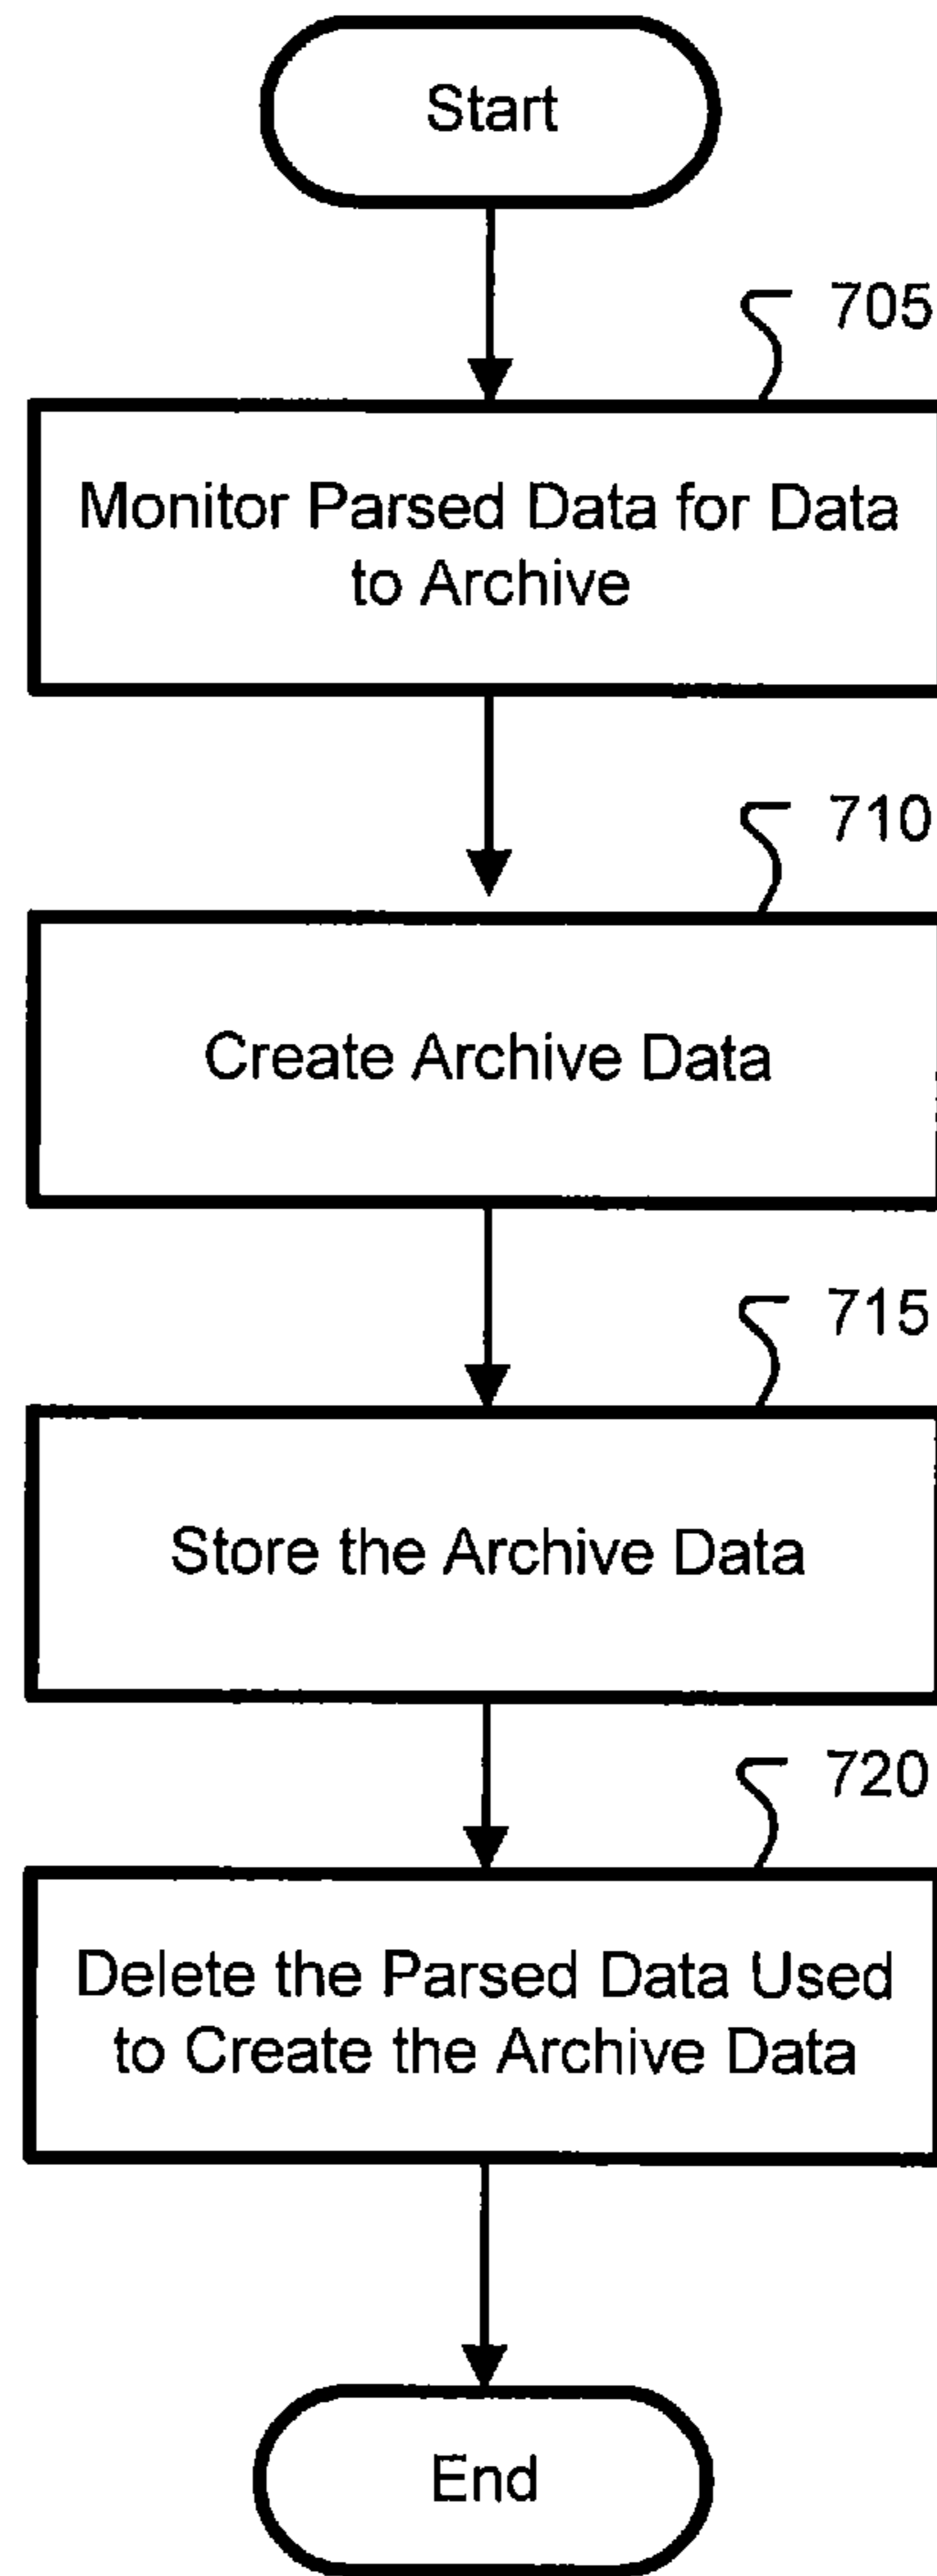 Start
705
Monitor Parsed Data for Data
to Archive
710
Create Archive Data
715
Store the Archive Data
720
Delete the Parsed Data Used
to Create the Archive Data
End